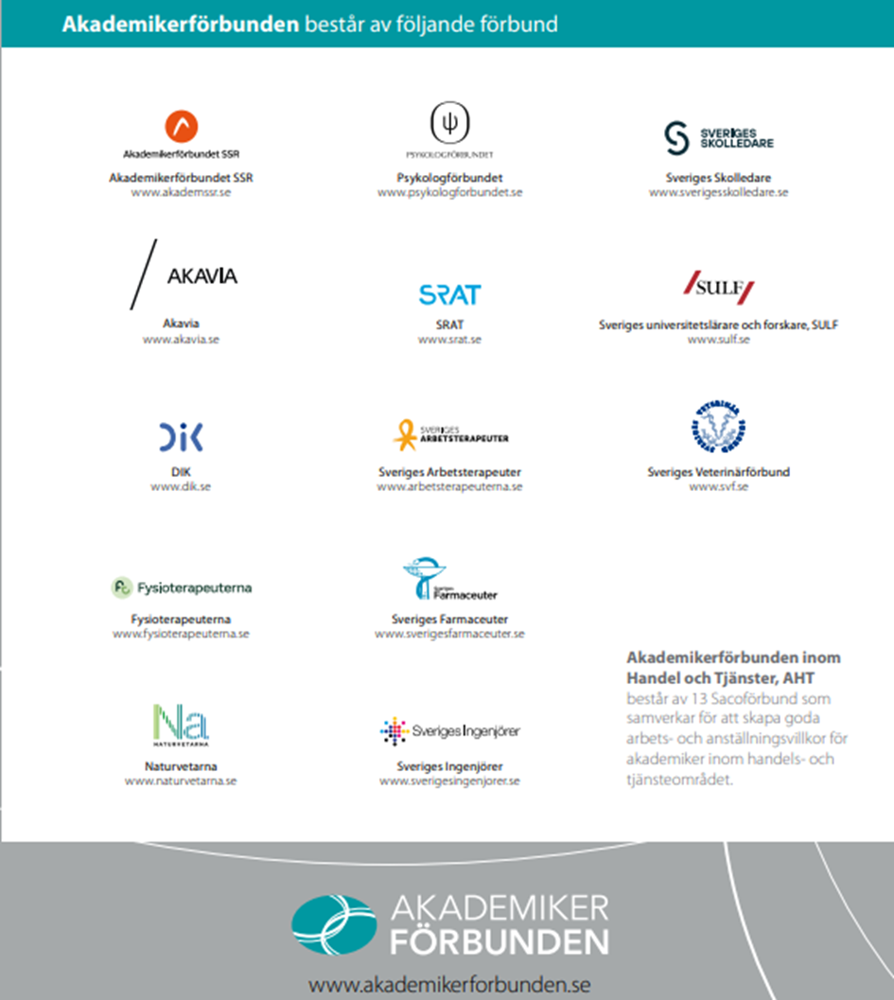 Akademikerförbunden består av följande förbund
Akademikerförbundet SSR
Akademikerförbundet SSR
www.akademssr.se
PSYKOLOGFÖRBUNDET
Psykologförbundet
www.psykologforbundet.se
SVERIGES
SKOLLEDARE
Sveriges Skolledare
www.sverigesskolledare.se
AKAVIA
Akavia
www.akavia.se
SRAT
SRAT
www.srat.se
SULF
Sveriges universitetslärare och forskare, SULF
www.sulf.se
DiK
DIK
www.dik.se
SVERIGES
ARBETSTERAPEUTER
Sveriges Arbetsterapeuter
www.arbetsterapeuterna.se
SVERIGES VETERINÄRFÖRBUND
Sveriges Veterinärförbund
www.svf.se
Fysioterapeuterna
Fysioterapeuterna
www.fysioterapeuterna.se
Sveriges
Farmaceuter
Sveriges Farmaceuter
www.sverigesfarmaceuter.se
Na
NATURVETARNA
Naturvetarna
www.naturvetarna.se
Sveriges Ingenjörer
Sveriges Ingenjörer
www.sverigesingenjorer.se
Akademikerförbunden inom
Handel och Tjänster, AHT
består av 13 Sacoförbund som
samverkar för att skapa goda
arbets- och anställningsvillkor för
akademiker inom handels- och
tjänsteområdet.
AKADEMIKER
FÖRBUNDEN
www.akademikerforbunden.se